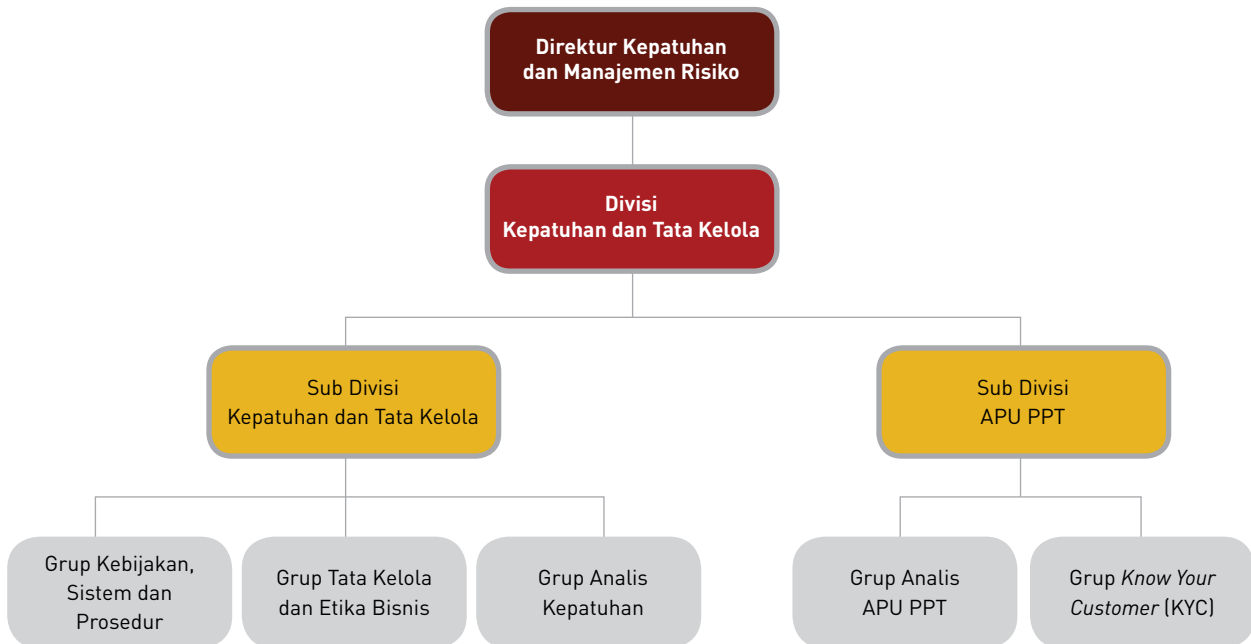 Direktur Kepatuhan
dan Manajemen Risiko
Divisi
Kepatuhan dan Tata Kelola
Sub Divisi
Kepatuhan dan Tata Kelola
Sub Divisi
APU PPT
Grup Kebijakan,
Sistem dan
Prosedur
Grup Tata Kelola
dan Etika Bisnis
Grup Analis
Kepatuhan
Grup Analis
APU PPT
Grup Know Your
Customer (KYC)